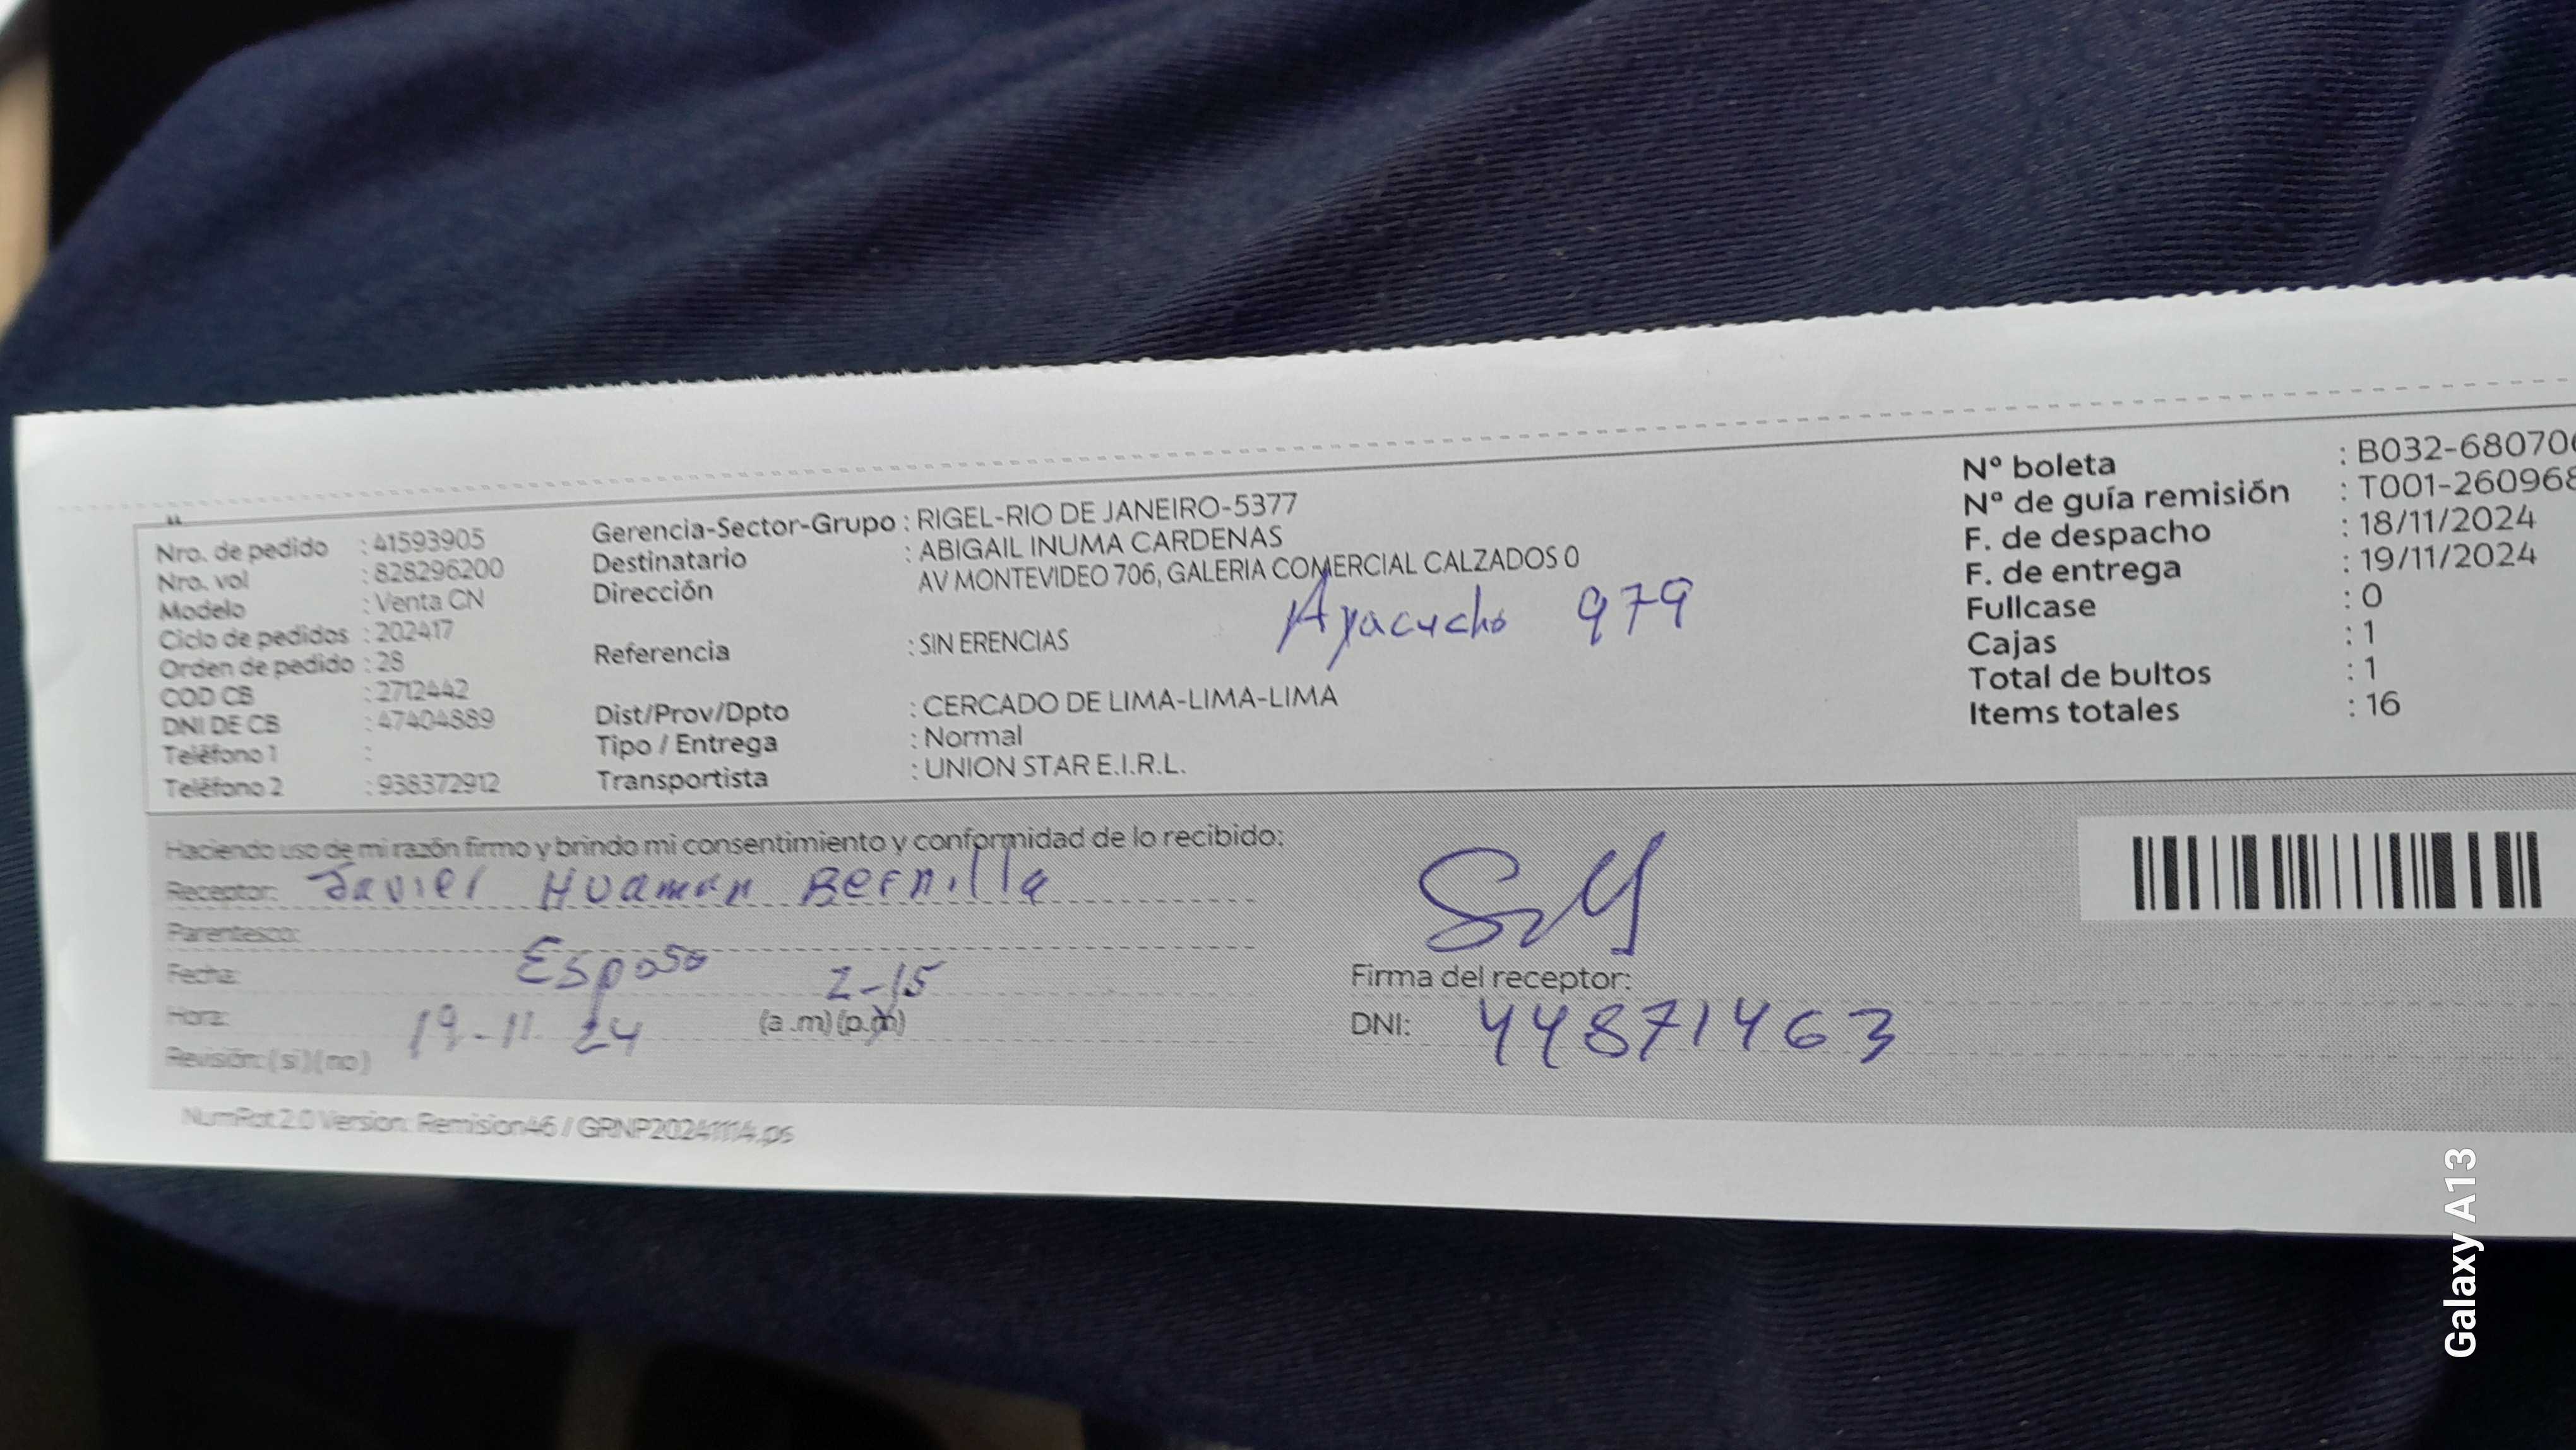 Nro. de pedido : 41593905
Nro. vol : 828296200
Modelo : Venta CN
Ciclo de pedidos : 202417
Orden de pedido : 28
COD CB : 2712442
DNI DE CB : 47404889
Teléfono 1 :
Teléfono 2 : 938372912
Gerencia-Sector-Grupo : RIGEL-RIO DE JANEIRO-5377
Destinatario : ABIGAIL INUMA CARDENAS
Dirección AV MONTEVIDEO 706, GALERIA COMERCIAL CALZADOS 0
Ayacucho 979
Referencia : SIN ERENCIAS
Dist/Prov/Dpto : CERCADO DE LIMA-LIMA-LIMA
Tipo / Entrega : Normal
Transportista : UNION STAR E.I.R.L.
Nº boleta : B032-68070
Nº de guía remisión : T001-260968
F. de despacho : 18/11/2024
F. de entrega : 19/11/2024
Fullcase : 0
Cajas : 1
Total de bultos : 1
Items totales : 16
Haciendo uso de mi razón firmo y brindo mi consentimiento y conformidad de lo recibido:
Receptor: Javier Huaman Bernilla
Parentesco:
Esposo
Fecha: 2-15
Hora: 19-11 24 (a.m) (p.m)
Revisión: (si) (no)
Firma del receptor:
DNI: 44871463
NumRot 2.0 Version: Remision46 / GRNP20241114.ps
Galaxy A13